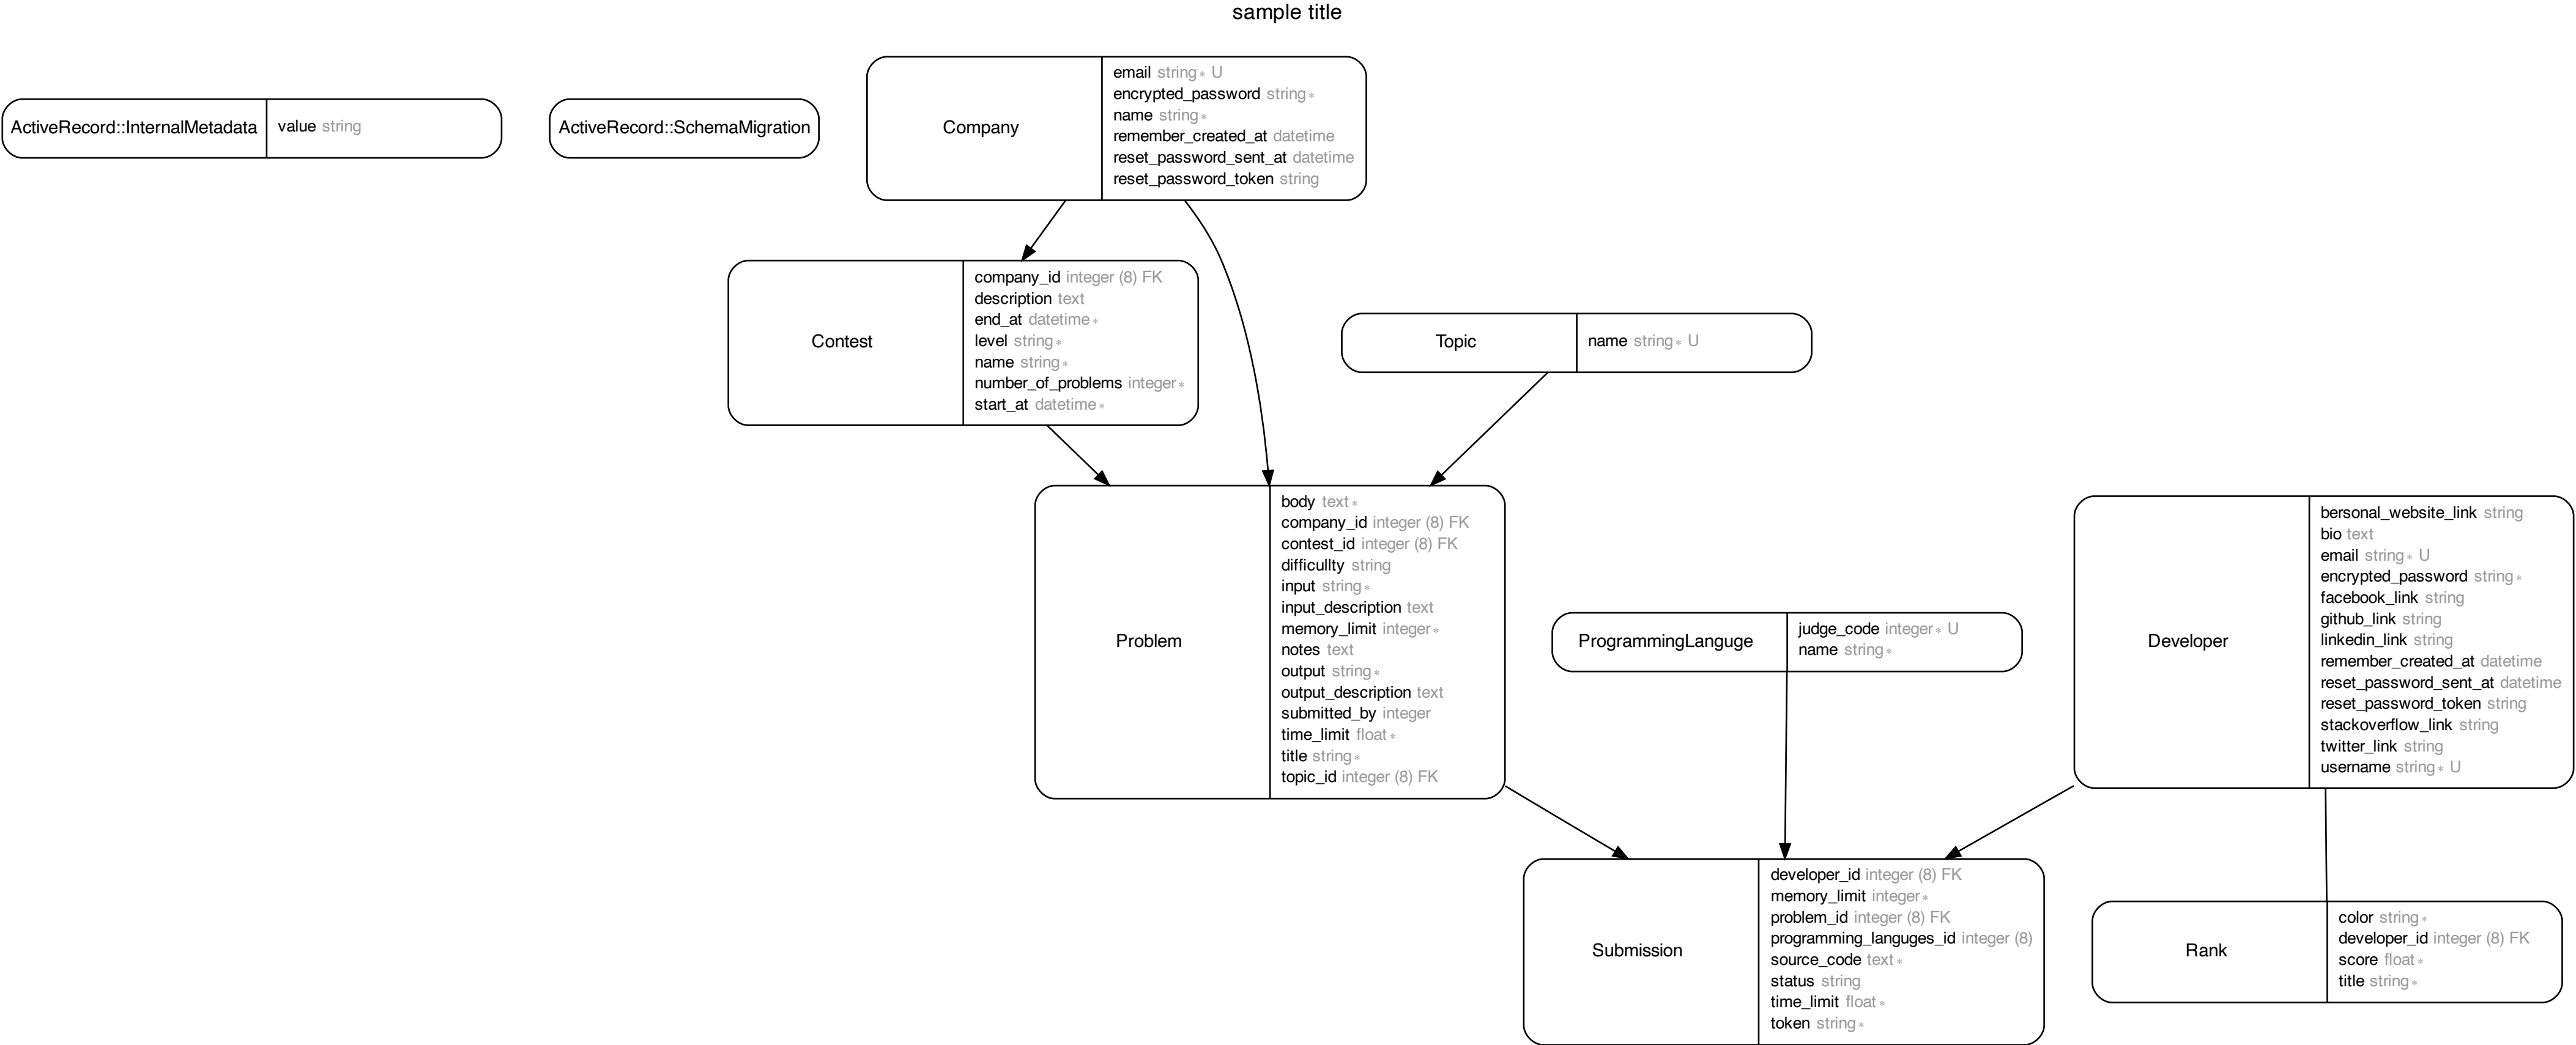 sample title
ActiveRecord::InternalMetadata
value string
ActiveRecord::SchemaMigration
Company
email string∗ U
encrypted_password string∗
name string∗
remember_created_at datetime
reset_password_sent_at datetime
reset_password_token string
Contest
company_id integer (8) FK
description text
end_at datetime∗
level string∗
name string∗
number_of_problems integer∗
start_at datetime∗
Topic
name string∗ U
Problem
body text∗
company_id integer (8) FK
contest_id integer (8) FK
difficullty string
input string∗
input_description text
memory_limit integer∗
notes text
output string∗
output_description text
submitted_by integer
time_limit float∗
title string∗
topic_id integer (8) FK
ProgrammingLanguge
judge_code integer∗ U
name string∗
Developer
bersonal_website_link string
bio text
email string∗ U
encrypted_password string∗
facebook_link string
github_link string
linkedin_link string
remember_created_at datetime
reset_password_sent_at datetime
reset_password_token string
stackoverflow_link string
twitter_link string
username string∗ U
Submission
developer_id integer (8) FK
memory_limit integer∗
problem_id integer (8) FK
programming_languges_id integer (8)
source_code text∗
status string
time_limit float∗
token string∗
Rank
color string∗
developer_id integer (8) FK
score float∗
title string∗